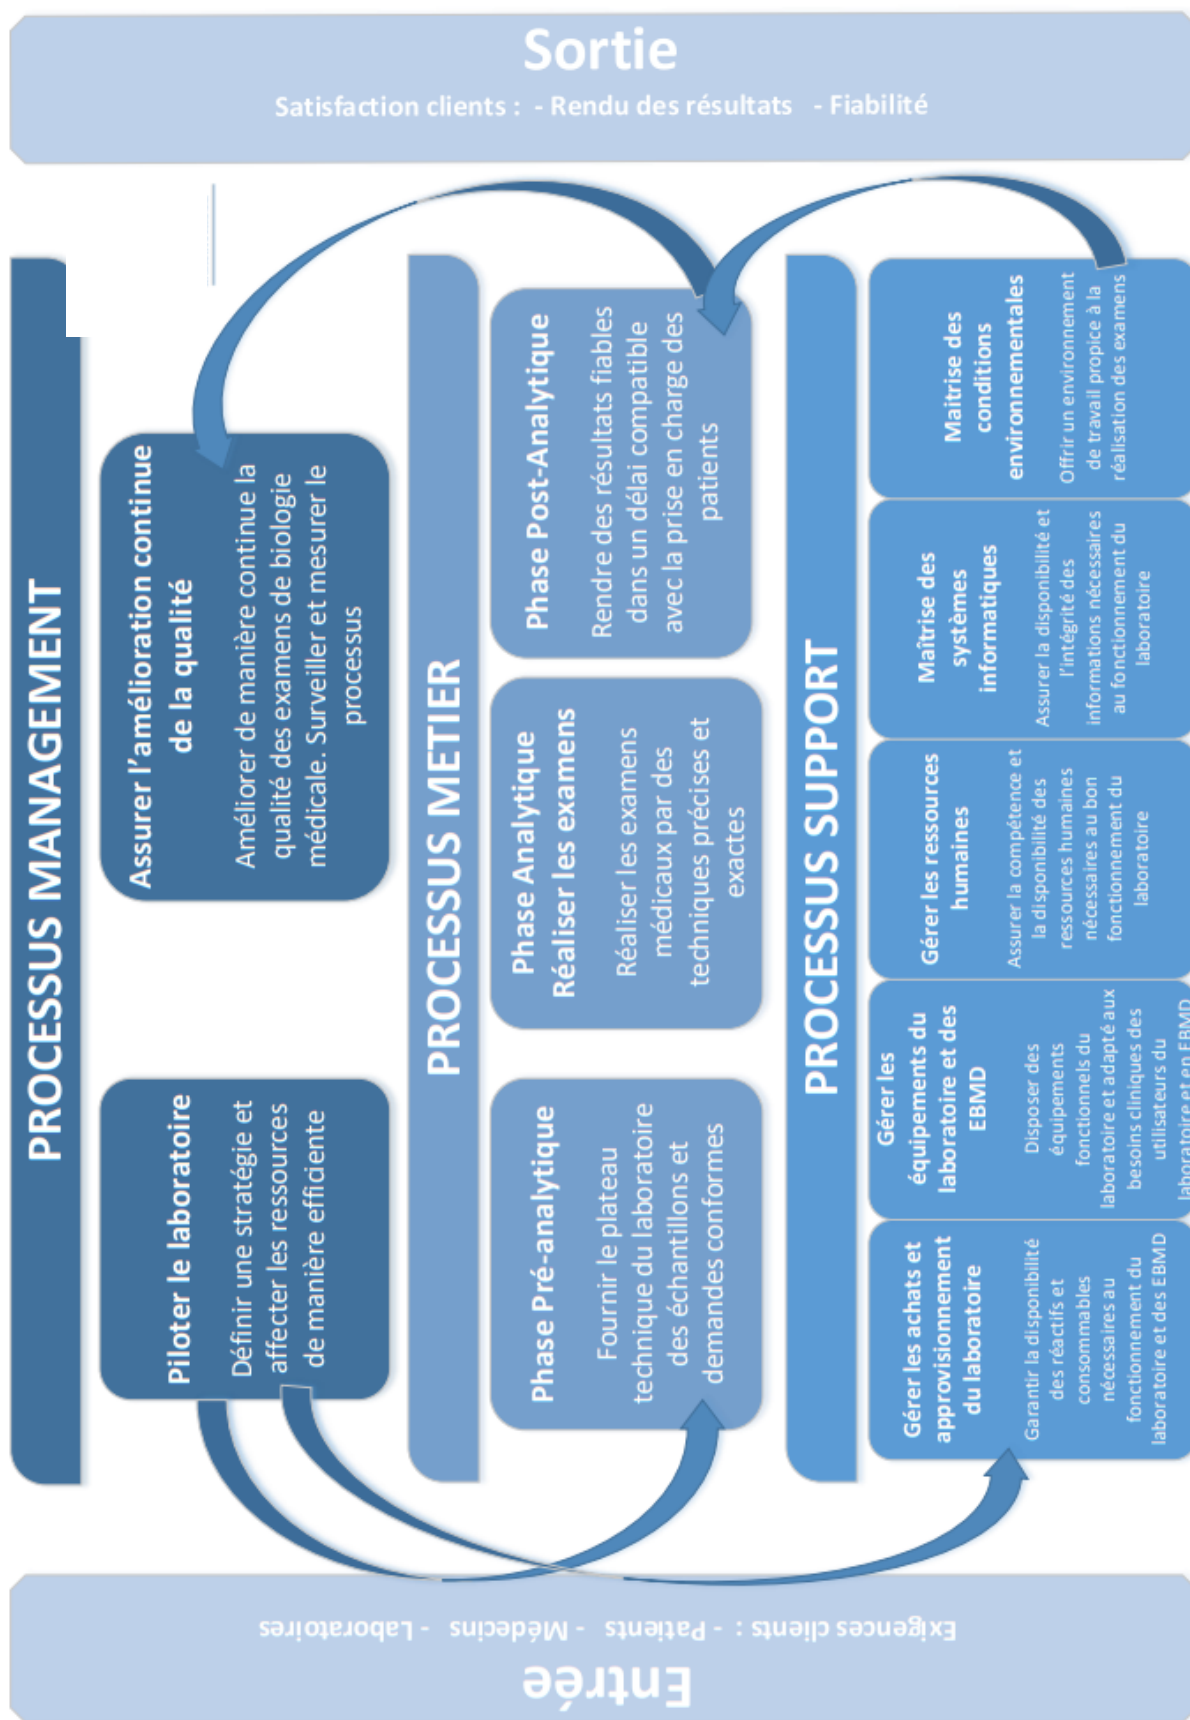 Sortie
Satisfaction clients : - Rendu des résultats - Fiabilité
PROCESSUS MANAGEMENT
Piloter le laboratoire
Définir une stratégie et
affecter les ressources
de manière efficiente
Assurer l'amélioration continue
de la qualité
Améliorer de manière continue la
qualité des examens de biologie
médicale. Surveiller et mesurer le
processus
PROCESSUS METIER
Phase Pré-analytique
Fournir le plateau
technique du laboratoire
des échantillons et
demandes conformes
Phase Analytique
Réaliser les examens
Réaliser les examens
médicaux par des
techniques précises et
exactes
Phase Post-Analytique
Rendre des résultats fiables
dans un délai compatible
avec la prise en charge des
patients
PROCESSUS SUPPORT
Gérer les achats et
approvisionnement
du laboratoire
Garantir la disponibilité
des réactifs et
consommables
nécessaires au
fonctionnement du
laboratoire et des EBMD
Gérer les
équipements du
laboratoire et des
EBMD
Disposer des
équipements
fonctionnels du
laboratoire et adapté aux
besoins cliniques des
utilisateurs du
laboratoire et en EBMD
Gérer les ressources
humaines
Assurer la compétence et
la disponibilité des
ressources humaines
nécessaires au bon
fonctionnement du
laboratoire
Maîtrise des
systèmes
informatiques
Assurer la disponibilité et
l'intégrité des
informations nécessaires
au fonctionnement du
laboratoire
Maitrise des
conditions
environnementales
Offrir un environnement
de travail propice à la
réalisation des examens
Entrée
Exigences clients : - Patients - Médecins - Laboratoires